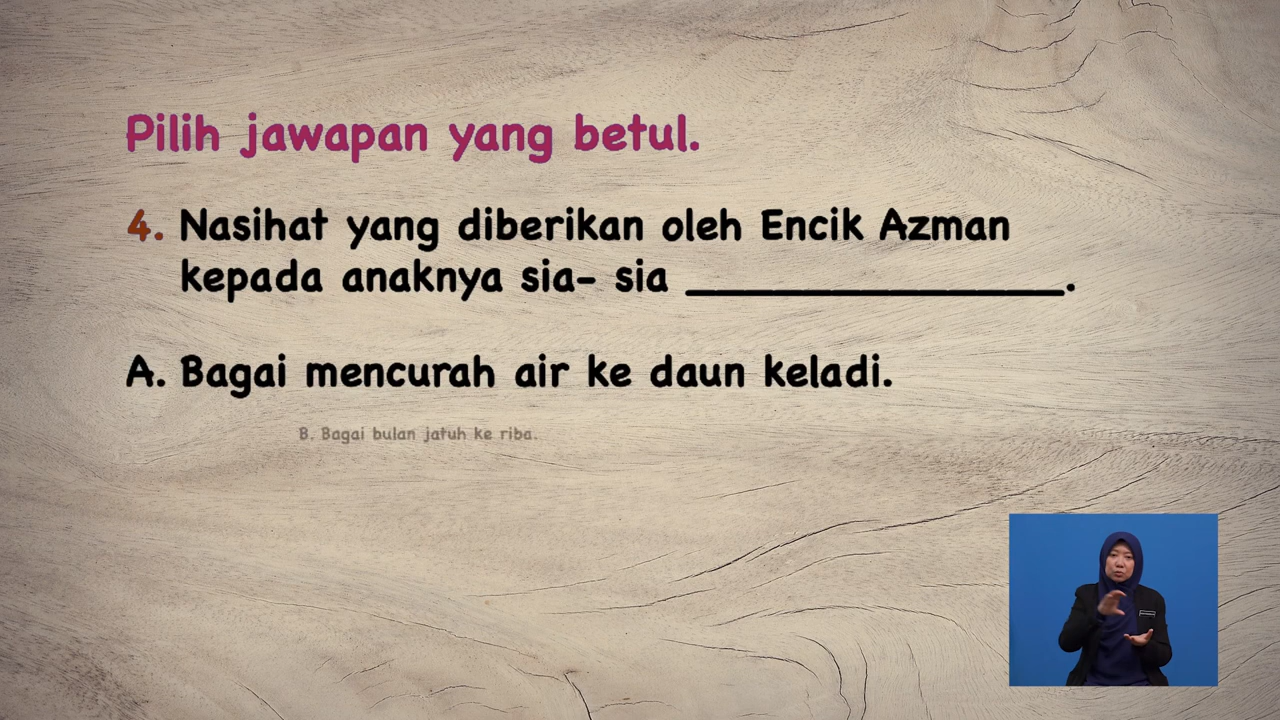 Pilih jawapan yang betul.
4. Nasihat yang diberikan oleh Encik Azman
kepada anaknya sia- sia _______________.
A. Bagai mencurah air ke daun keladi.
B. Bagai bulan jatuh ke riba.